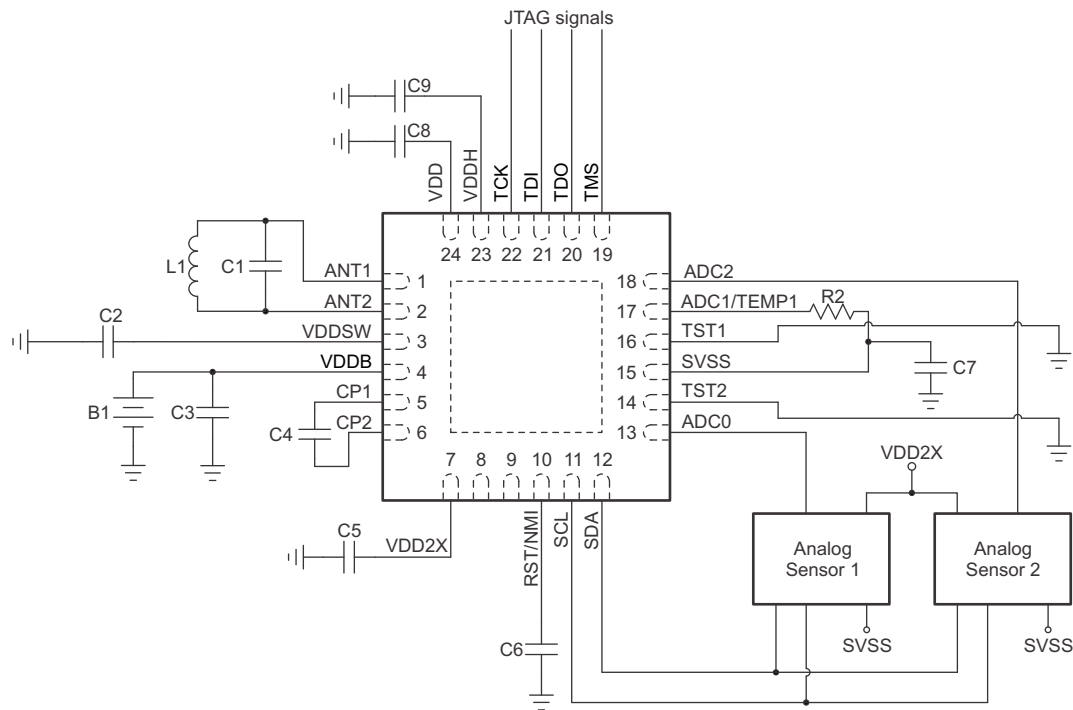 JTAG signals
C9
C8
VDD
VDDH
TCK
TDI
TDO
TMS
24 23 22 21 20 19
L1
C1
ANT1
1
ANT2
2
C2
VDDSW
3
VDDB
4
B1
C3
CP1
5
C4
CP2
6
18
ADC2
17
ADC1/TEMP1
R2
16
TST1
15
SVSS
C7
14
TST2
13
ADC0
7 8 9 10 11 12
VDD2X
C5
VDD2X
RST/NMI
SCL
SDA
C6
Analog
Sensor 1
Analog
Sensor 2
SVSS
SVSS